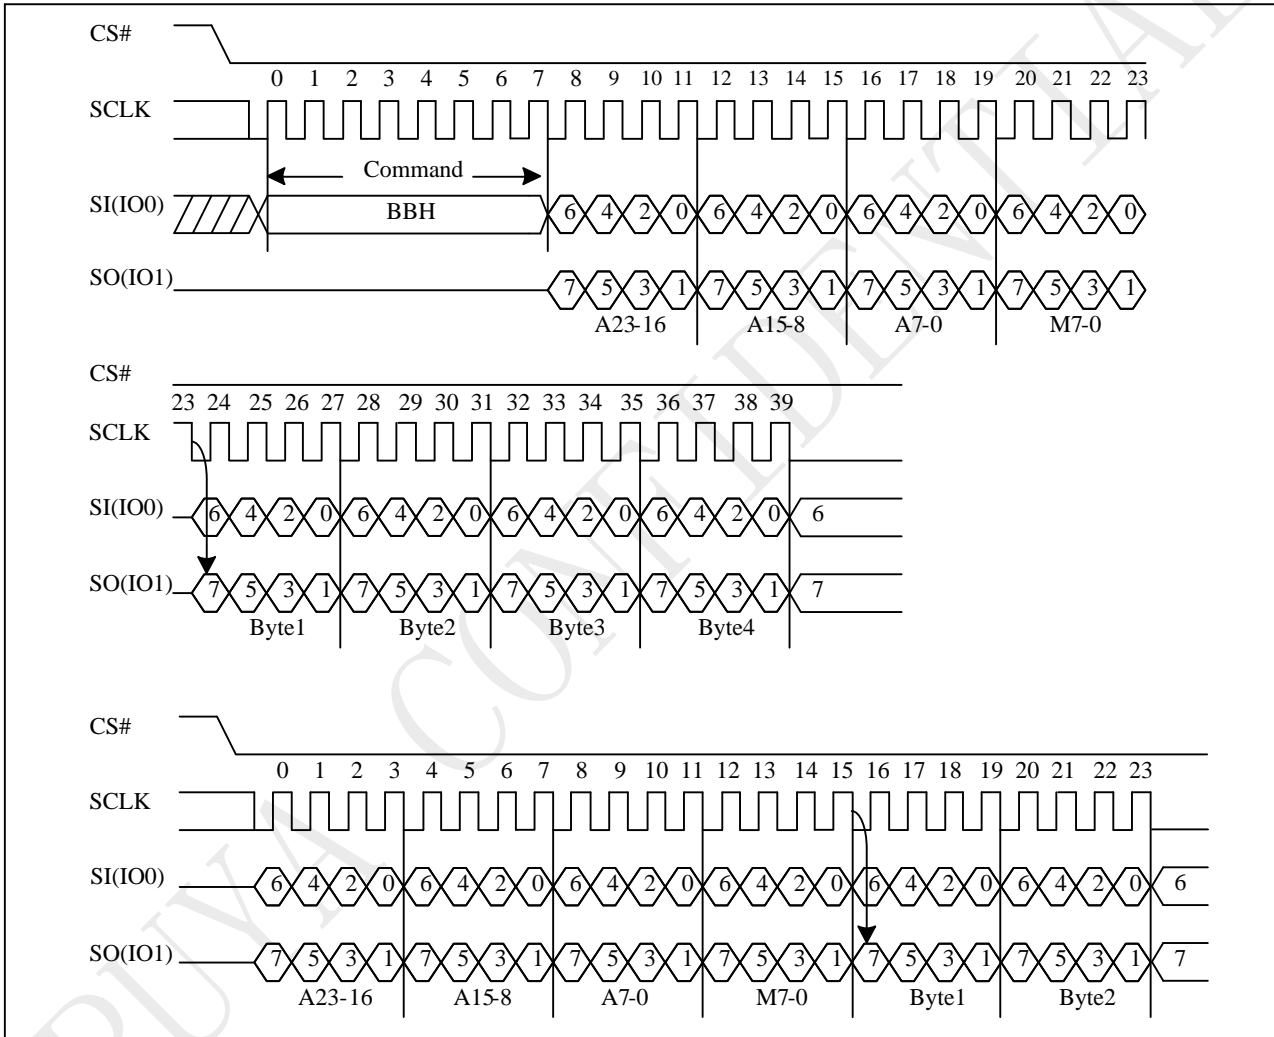 CS#
0 1 2 3 4 5 6 7 8 9 10 11 12 13 14 15 16 17 18 19 20 21 22 23
SCLK
Command
SI(IO0) BBH 6 4 2 0 6 4 2 0 6 4 2 0 6 4 2 0
SO(IO1) 7 5 3 1 7 5 3 1 7 5 3 1 7 5 3 1
A23-16 A15-8 A7-0 M7-0
CS#
23 24 25 26 27 28 29 30 31 32 33 34 35 36 37 38 39
SCLK
SI(IO0) 6 4 2 0 6 4 2 0 6 4 2 0 6 4 2 0 6
SO(IO1) 7 5 3 1 7 5 3 1 7 5 3 1 7 5 3 1 7
Byte1 Byte2 Byte3 Byte4
CS#
0 1 2 3 4 5 6 7 8 9 10 11 12 13 14 15 16 17 18 19 20 21 22 23
SCLK
SI(IO0) 6 4 2 0 6 4 2 0 6 4 2 0 6 4 2 0 6 4 2 0 6 4 2 0 6
SO(IO1) 7 5 3 1 7 5 3 1 7 5 3 1 7 5 3 1 7 5 3 1 7 5 3 1 7
A23-16 A15-8 A7-0 M7-0 Byte1 Byte2
PUYA CONFIDENTIAL